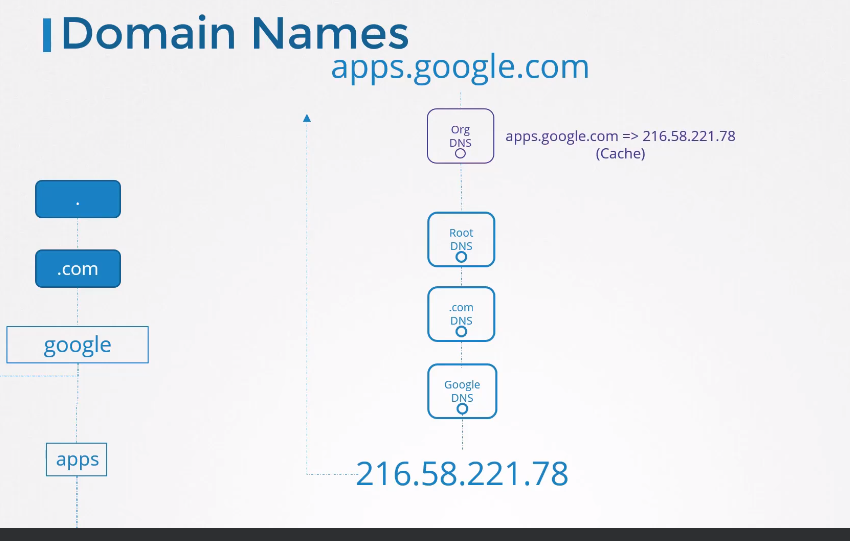 Domain Names
apps.google.com
Org
DNS
apps.google.com => 216.58.221.78
(Cache)
.
.com
google
apps
Root
DNS
.com
DNS
Google
DNS
216.58.221.78